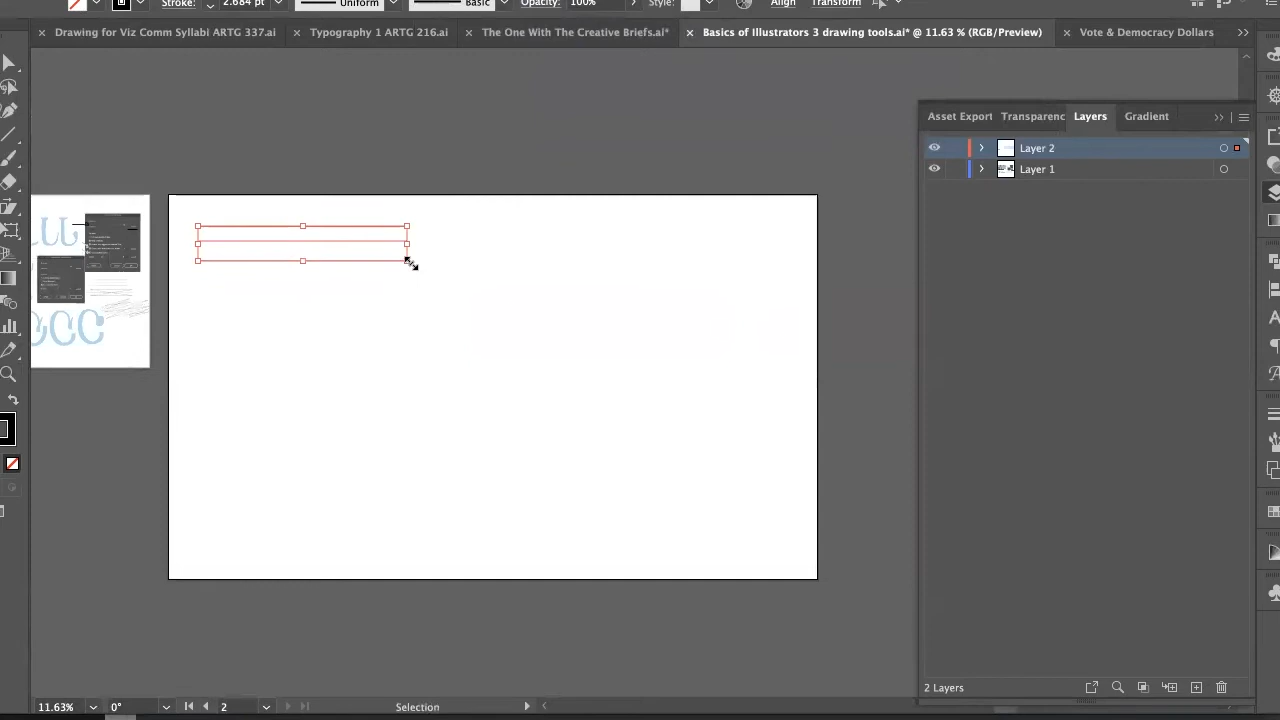 Stroke: 2.684 pt Uniform Basic Opacity: 100% Style: Align Transform
Drawing for Viz Comm Syllabi ARTG 337.ai Typography 1 ARTG 216.ai The One With The Creative Briefs.ai* Basics of Illustrators 3 drawing tools.ai* @ 11.63 % (RGB/Preview) Vote & Democracy Dollars
Asset Export Transparenc Layers Gradient
Layer 2
Layer 1
2 Layers
11.63% 0° 2 Selection